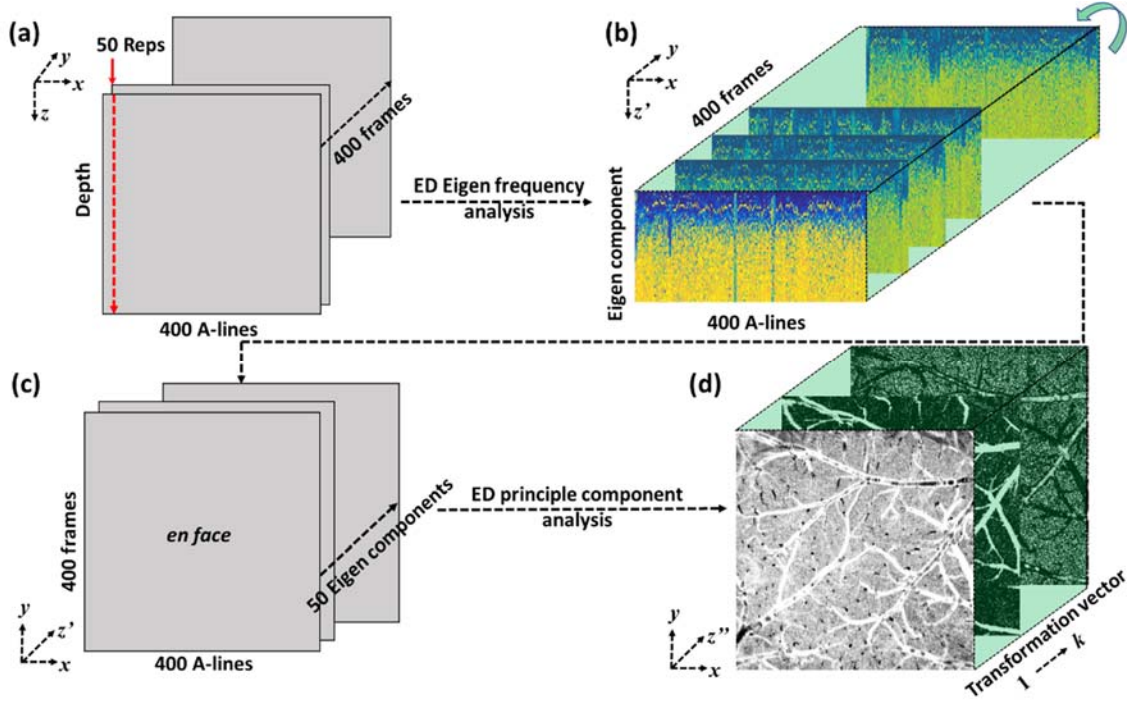 (a)
50 Reps
y
x
z
Depth
400 A-lines
400 frames
ED Eigen frequency
analysis
(b)
y
x
z'
400 frames
Eigen component
400 A-lines
(c)
400 frames
en face
50 Eigen components
y
z'
x
400 A-lines
ED principle component
analysis
(d)
y
z''
x
Transformation vector
1
k